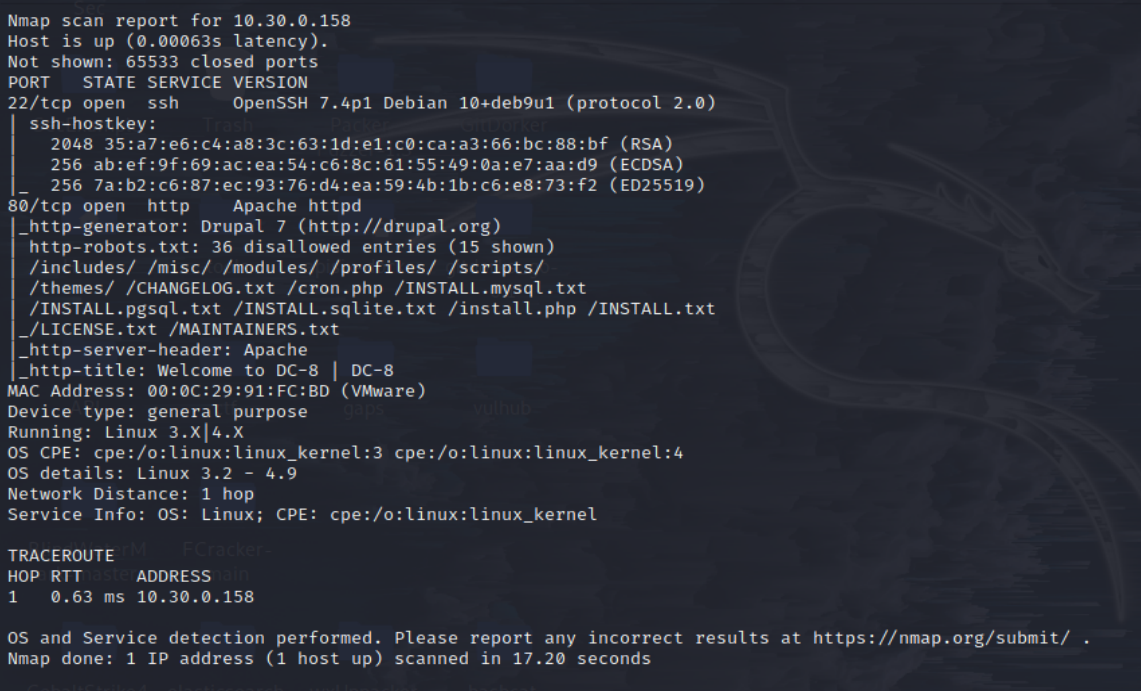 Nmap scan report for 10.30.0.158
Host is up (0.00063s latency).
Not shown: 65533 closed ports
PORT   STATE SERVICE VERSION
22/tcp open  ssh     OpenSSH 7.4p1 Debian 10+deb9u1 (protocol 2.0)
| ssh-hostkey:
|   2048 35:a7:e6:c4:a8:3c:63:1d:e1:c0:ca:a3:66:bc:88:bf (RSA)
|   256 ab:ef:9f:69:ac:ea:54:c6:8c:61:55:49:0a:e7:aa:d9 (ECDSA)
|_  256 7a:b2:c6:87:ec:93:76:d4:ea:59:4b:1b:c6:e8:73:f2 (ED25519)
80/tcp open  http    Apache httpd
|_http-generator: Drupal 7 (http://drupal.org)
| http-robots.txt: 36 disallowed entries (15 shown)
| /includes/ /misc/ /modules/ /profiles/ /scripts/
| /themes/ /CHANGELOG.txt /cron.php /INSTALL.mysql.txt
| /INSTALL.pgsql.txt /INSTALL.sqlite.txt /install.php /INSTALL.txt
|_/LICENSE.txt /MAINTAINERS.txt
|_http-server-header: Apache
|_http-title: Welcome to DC-8 | DC-8
MAC Address: 00:0C:29:91:FC:BD (VMware)
Device type: general purpose
Running: Linux 3.X|4.X
OS CPE: cpe:/o:linux:linux_kernel:3 cpe:/o:linux:linux_kernel:4
OS details: Linux 3.2 - 4.9
Network Distance: 1 hop
Service Info: OS: Linux; CPE: cpe:/o:linux:linux_kernel

TRACEROUTE
HOP RTT     ADDRESS
1   0.63 ms 10.30.0.158

OS and Service detection performed. Please report any incorrect results at https://nmap.org/submit/ .
Nmap done: 1 IP address (1 host up) scanned in 17.20 seconds